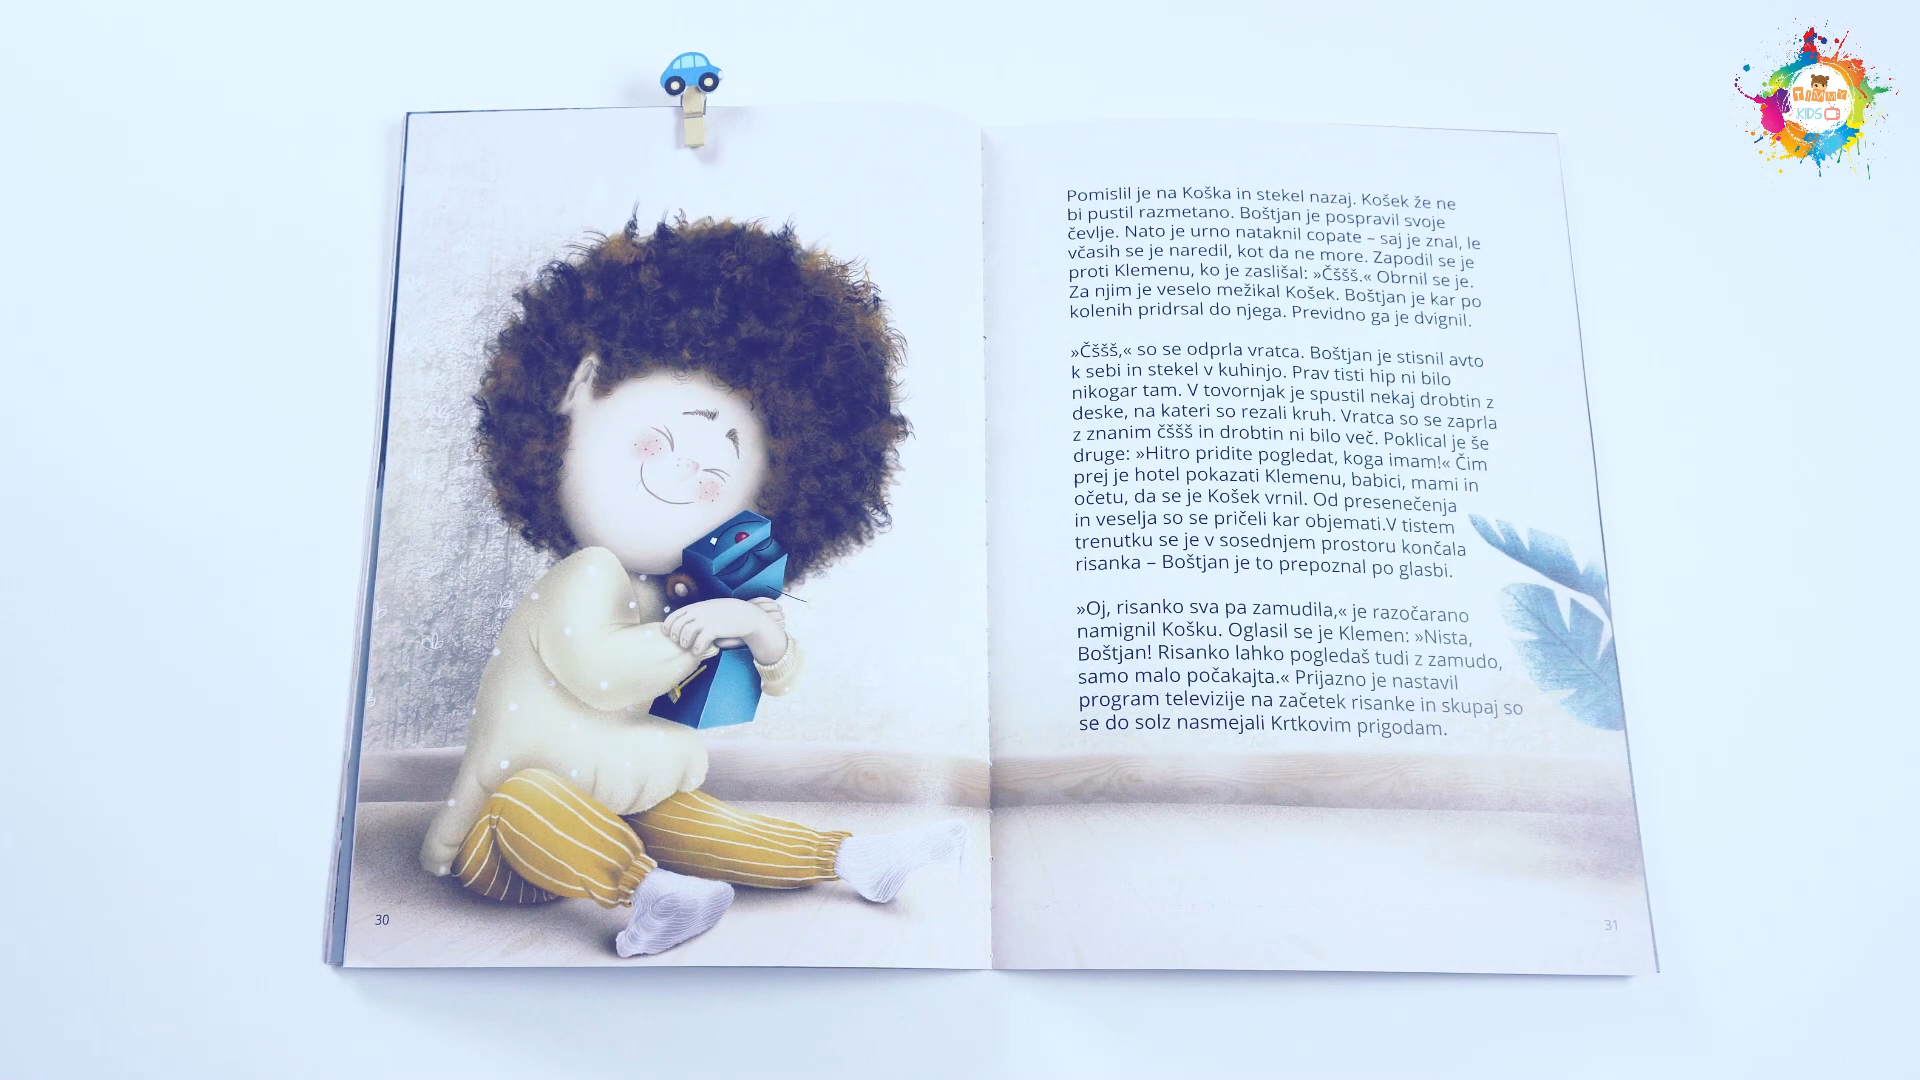 TIMMY
KIDS
Pomislil je na Koška in stekel nazaj. Košek že ne
bi pustil razmetano. Boštjan je pospravil svoje
čevlje. Nato je urno nataknil copate – saj je znal, le
včasih se je naredil, kot da ne more. Zapodil se je
proti Klemenu, ko je zaslišal: »Čššš.« Obrnil se je.
Za njim je veselo mežikal Košek. Boštjan je kar po
kolenih pridrsal do njega. Previdno ga je dvignil.
»Čššš,« so se odprla vratca. Boštjan je stisnil avto
k sebi in stekel v kuhinjo. Prav tisti hip ni bilo
nikogar tam. V tovornjak je spustil nekaj drobtin z
deske, na kateri so rezali kruh. Vratca so se zaprla
z znanim čššš in drobtin ni bilo več. Poklical je še
druge: »Hitro pridite pogledat, koga imam!« Čim
prej je hotel pokazati Klemenu, babici, mami in
očetu, da se je Košek vrnil. Od presenečenja
in veselja so se pričeli kar objemati.V tistem
trenutku se je v sosednjem prostoru končala
risanka – Boštjan je to prepoznal po glasbi.
»Oj, risanko sva pa zamudila,« je razočarano
namignil Košku. Oglasil se je Klemen: »Nista,
Boštjan! Risanko lahko pogledaš tudi z zamudo,
samo malo počakajta.« Prijazno je nastavil
program televizije na začetek risanke in skupaj so
se do solz nasmejali Krtkovim prigodam.
30
31